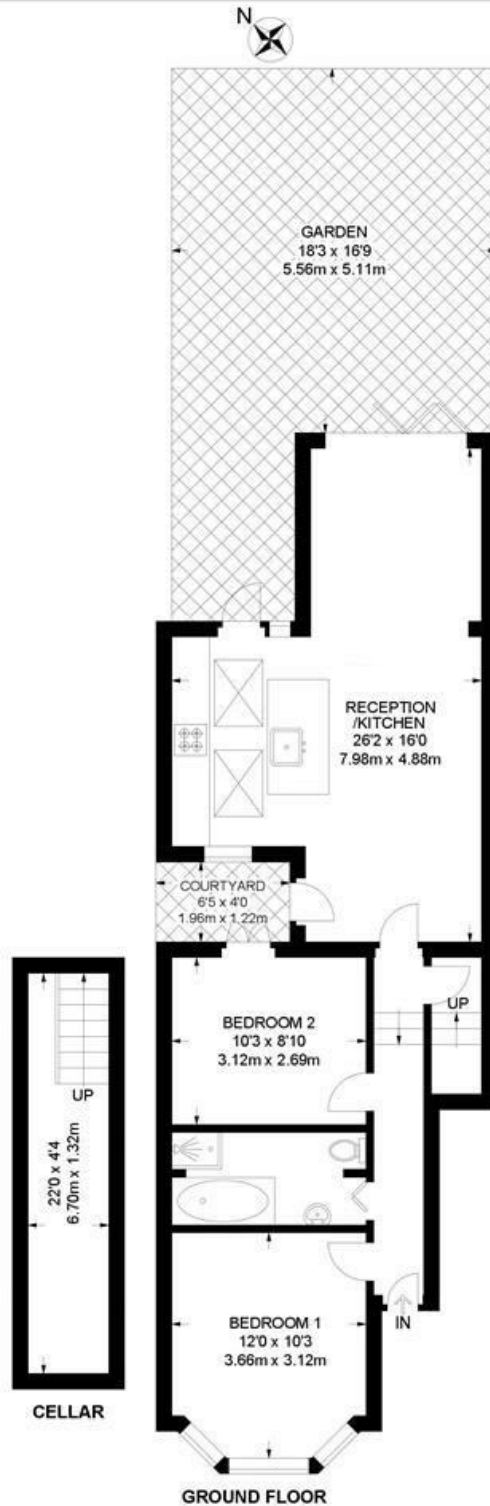 N
GARDEN
18'3 x 16'9
5.56m x 5.11m
RECEPTION
/KITCHEN
26'2 x 16'0
7.98m x 4.88m
COURTYARD
6'5 x 4'0
1.96m x 1.22m
UP
BEDROOM 2
10'3 x 8'10
3.12m x 2.69m
UP
22'0 x 4'4
6.70m x 1.32m
IN
BEDROOM 1
12'0 x 10'3
3.66m x 3.12m
CELLAR
GROUND FLOOR